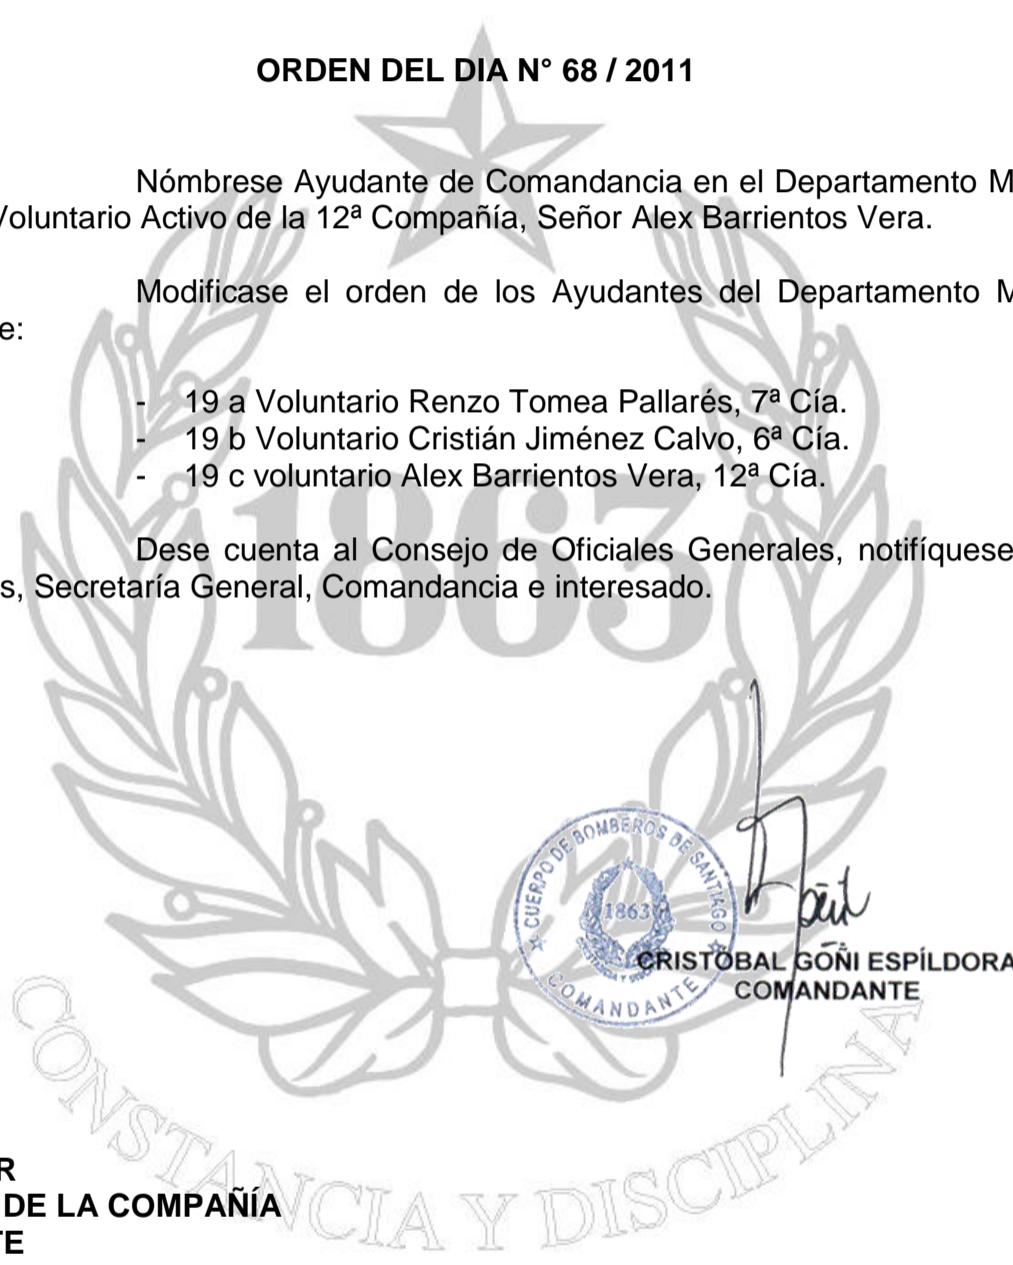 ORDEN DEL DIA N° 68 / 2011
Nómbrese Ayudante de Comandancia en el Departamento M
Voluntario Activo de la 12ª Compañía, Señor Alex Barrientos Vera.
Modificase el orden de los Ayudantes del Departamento M
e:
- 19 a Voluntario Renzo Tomea Pallarés, 7ª Cía.
- 19 b Voluntario Cristián Jiménez Calvo, 6ª Cía.
- 19 c voluntario Alex Barrientos Vera, 12ª Cía.
1863
Dese cuenta al Consejo de Oficiales Generales, notifíquese
s, Secretaría General, Comandancia e interesado.
CUERPO DE BOMBEROS DE SANTIAGO
1863
COMANDANTE
CRISTÓBAL GOÑI ESPÍLDORA
COMANDANTE
CONSTANCIA Y DISCIPLINA
R
DE LA COMPAÑÍA
TE